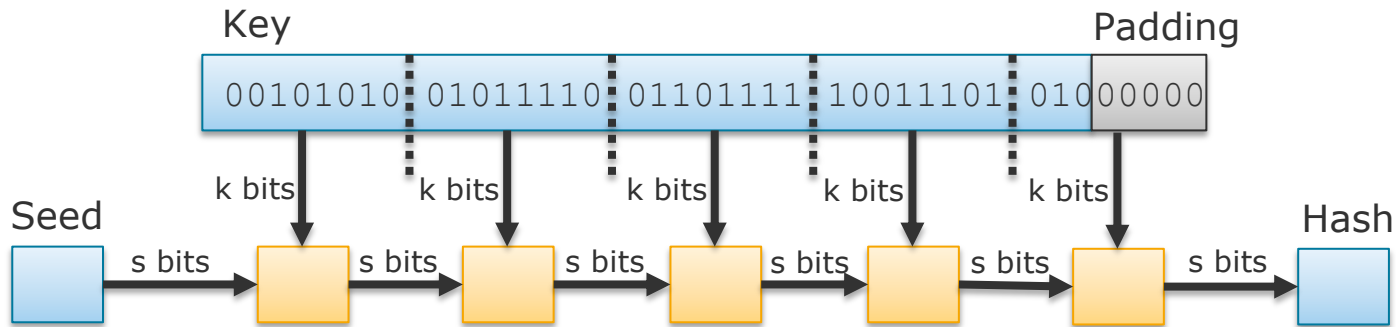 Key Padding
00101010 01011110 01101111 10011101 01000000
k bits k bits k bits k bits k bits
Seed Hash
s bits s bits s bits s bits s bits s bits